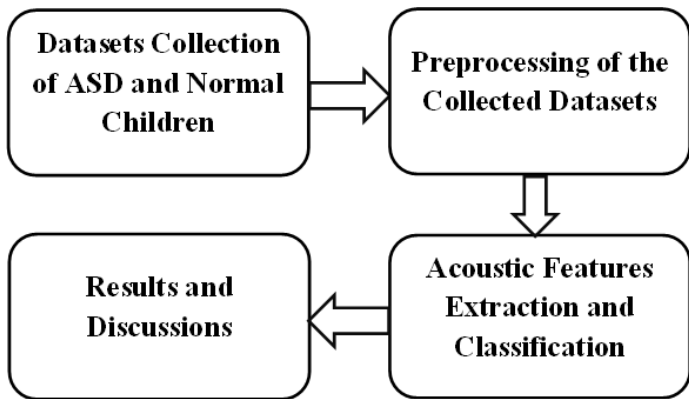 Datasets Collection
of ASD and Normal
Children
Preprocessing of the
Collected Datasets
Acoustic Features
Extraction and
Classification
Results and
Discussions